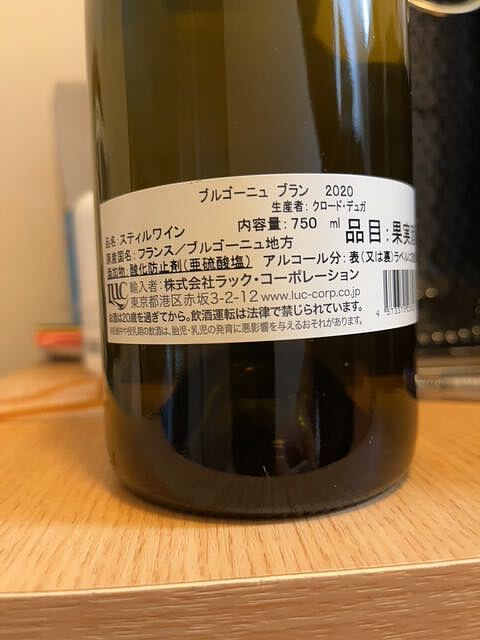 ブルゴーニュ ブラン 2020
生産者: クロード・デュガ
品名: スティルワイン 内容量: 750 ml 品目: 果実酒
原産国名: フランス／ブルゴーニュ地方
添加物: 酸化防止剤(亜硫酸塩) アルコール分: 表(又は裏)ラベルに
LUC 輸入者: 株式会社ラック・コーポレーション
東京都港区赤坂3-2-12 www.luc-corp.co.jp
お酒は20歳を過ぎてから。飲酒運転は法律で禁じられています。
妊娠中や授乳期の飲酒は、胎児・乳児の発育に悪影響を与えるおそれがあります。